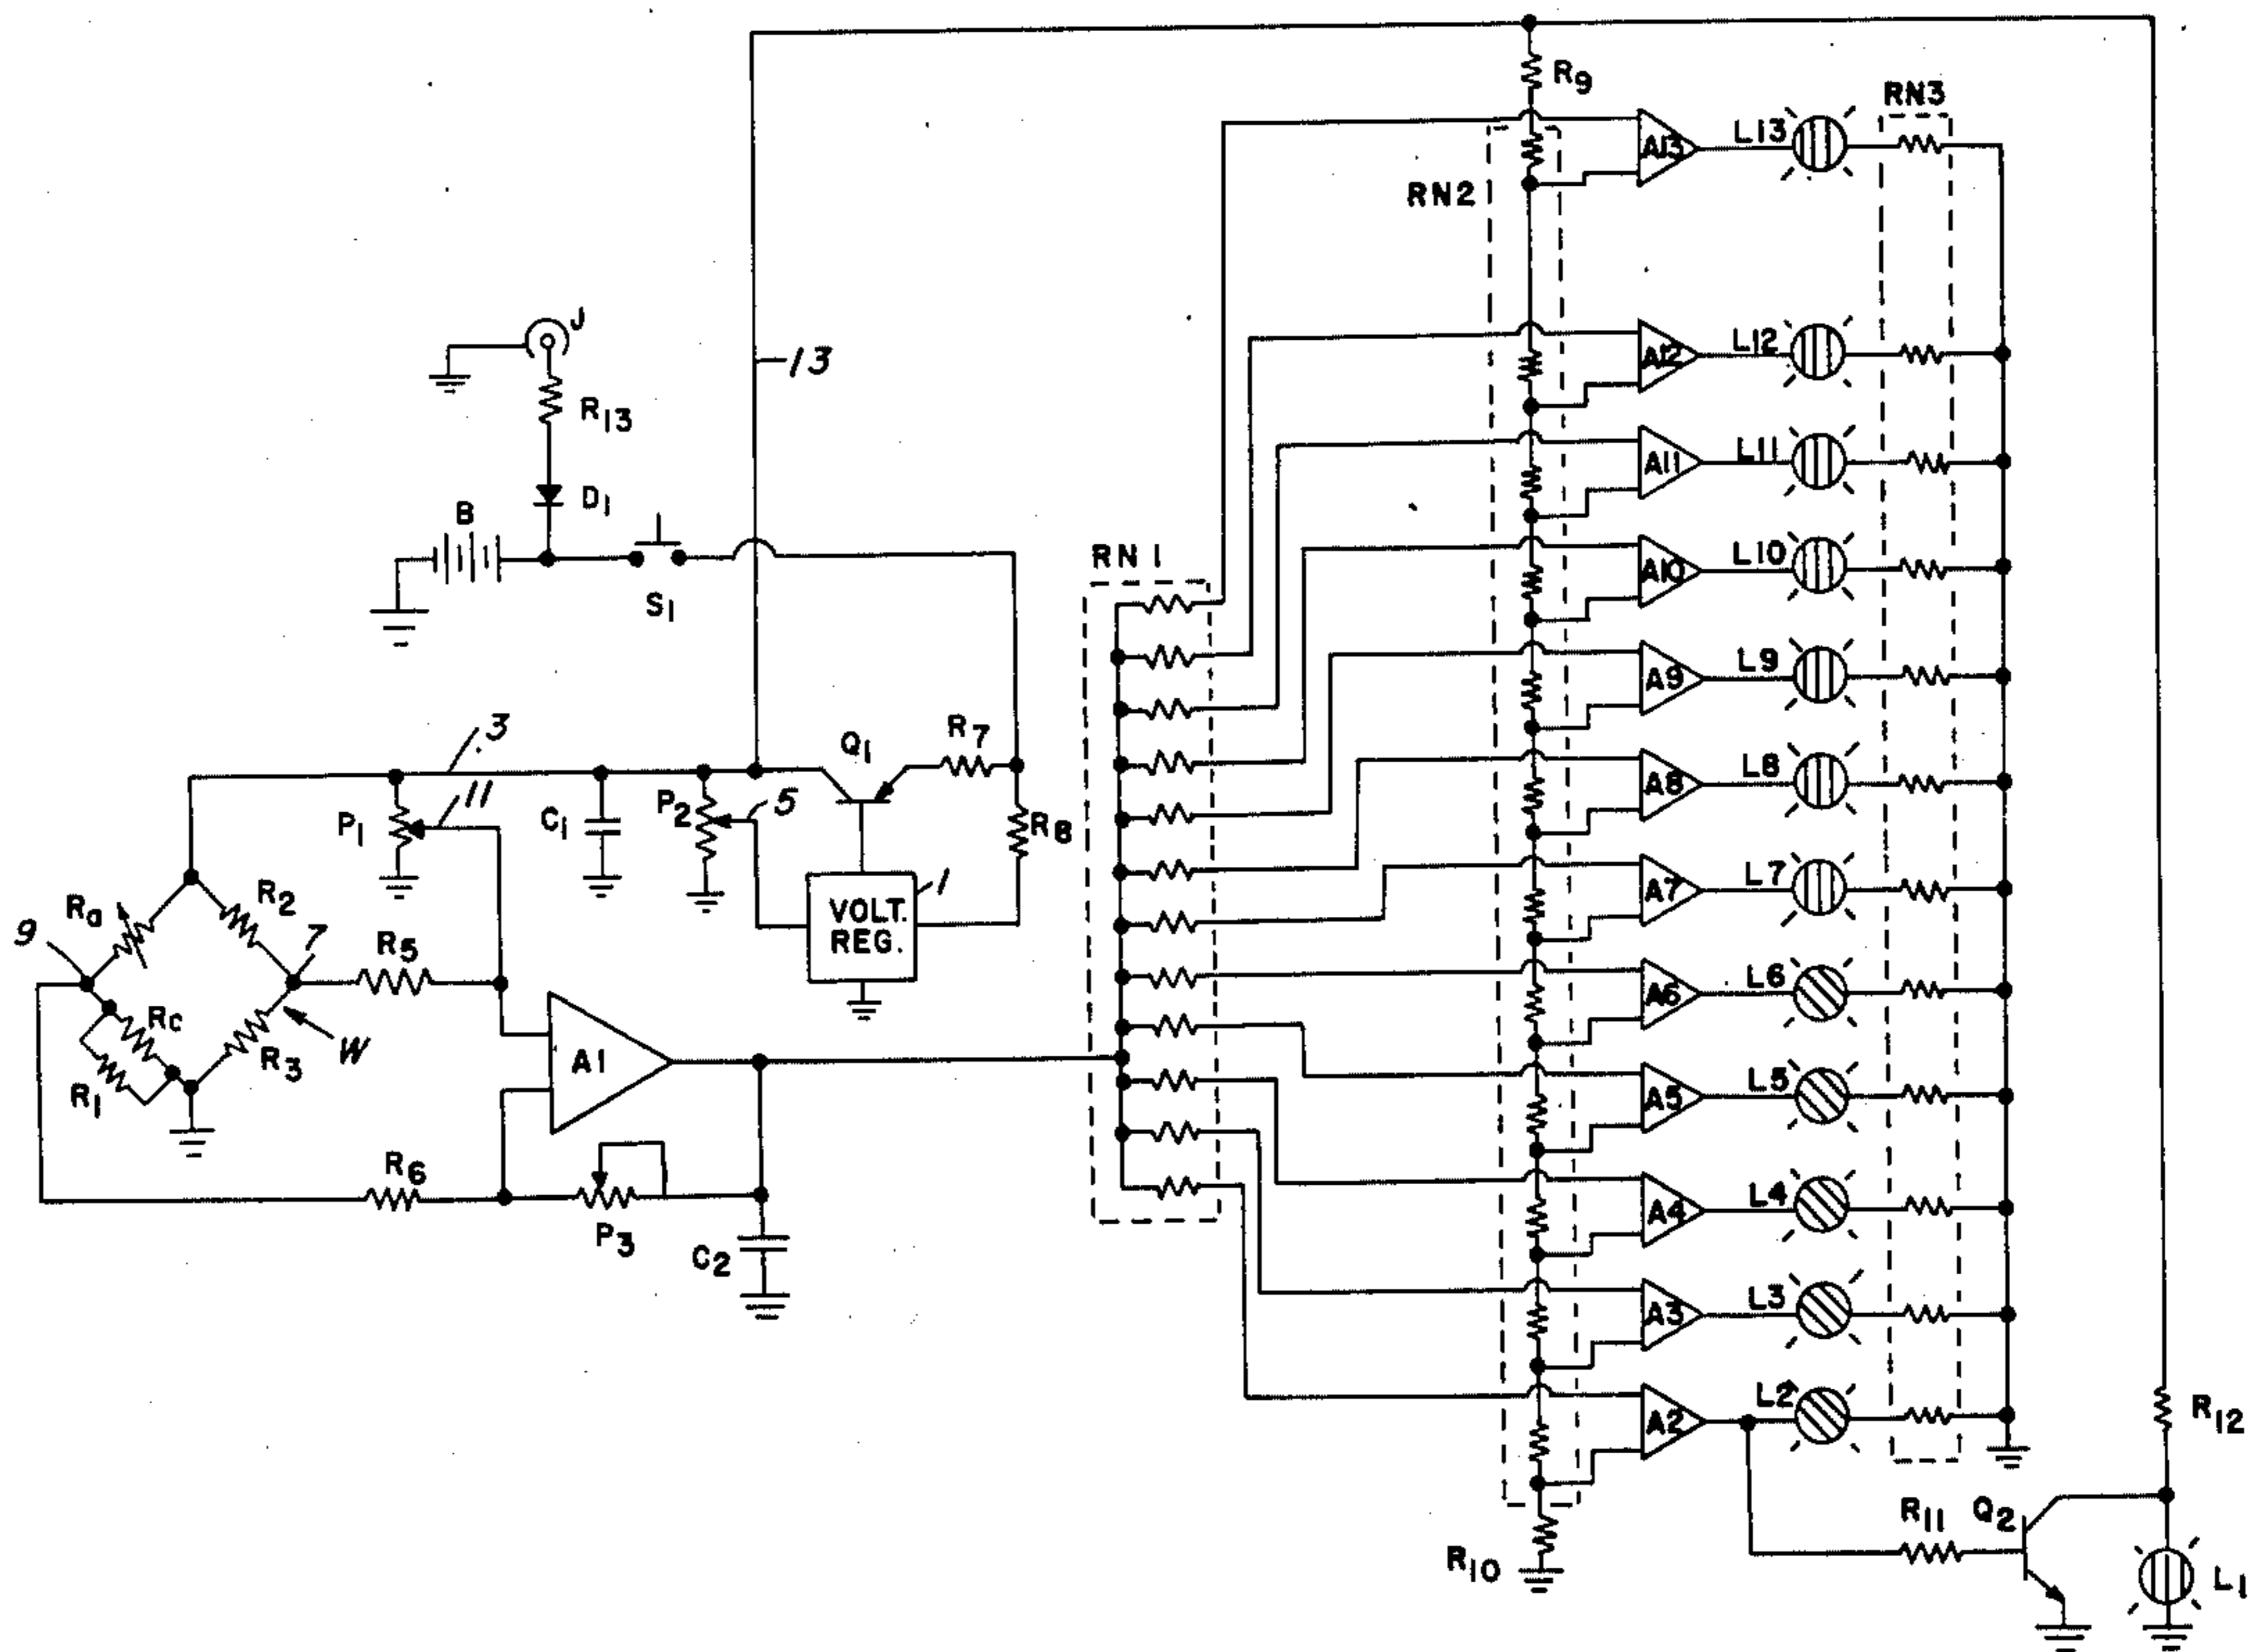 R9
RN3
L13
A13
RN2
13
J
L12
A12
R13
L11
A11
D1
B
L10
A10
RN1
S1
L9
A9
3
Q1
R7
L8
A8
11
P1
C1
P2
5
R8
L7
A7
1
VOLT.
REG.
Ra
R2
9
7
R5
L6
A6
Rc
R3
W
A1
L5
A5
R1
R6
L4
A4
P3
C2
L3
A3
L2
A2
R12
R11
Q2
R10
L1